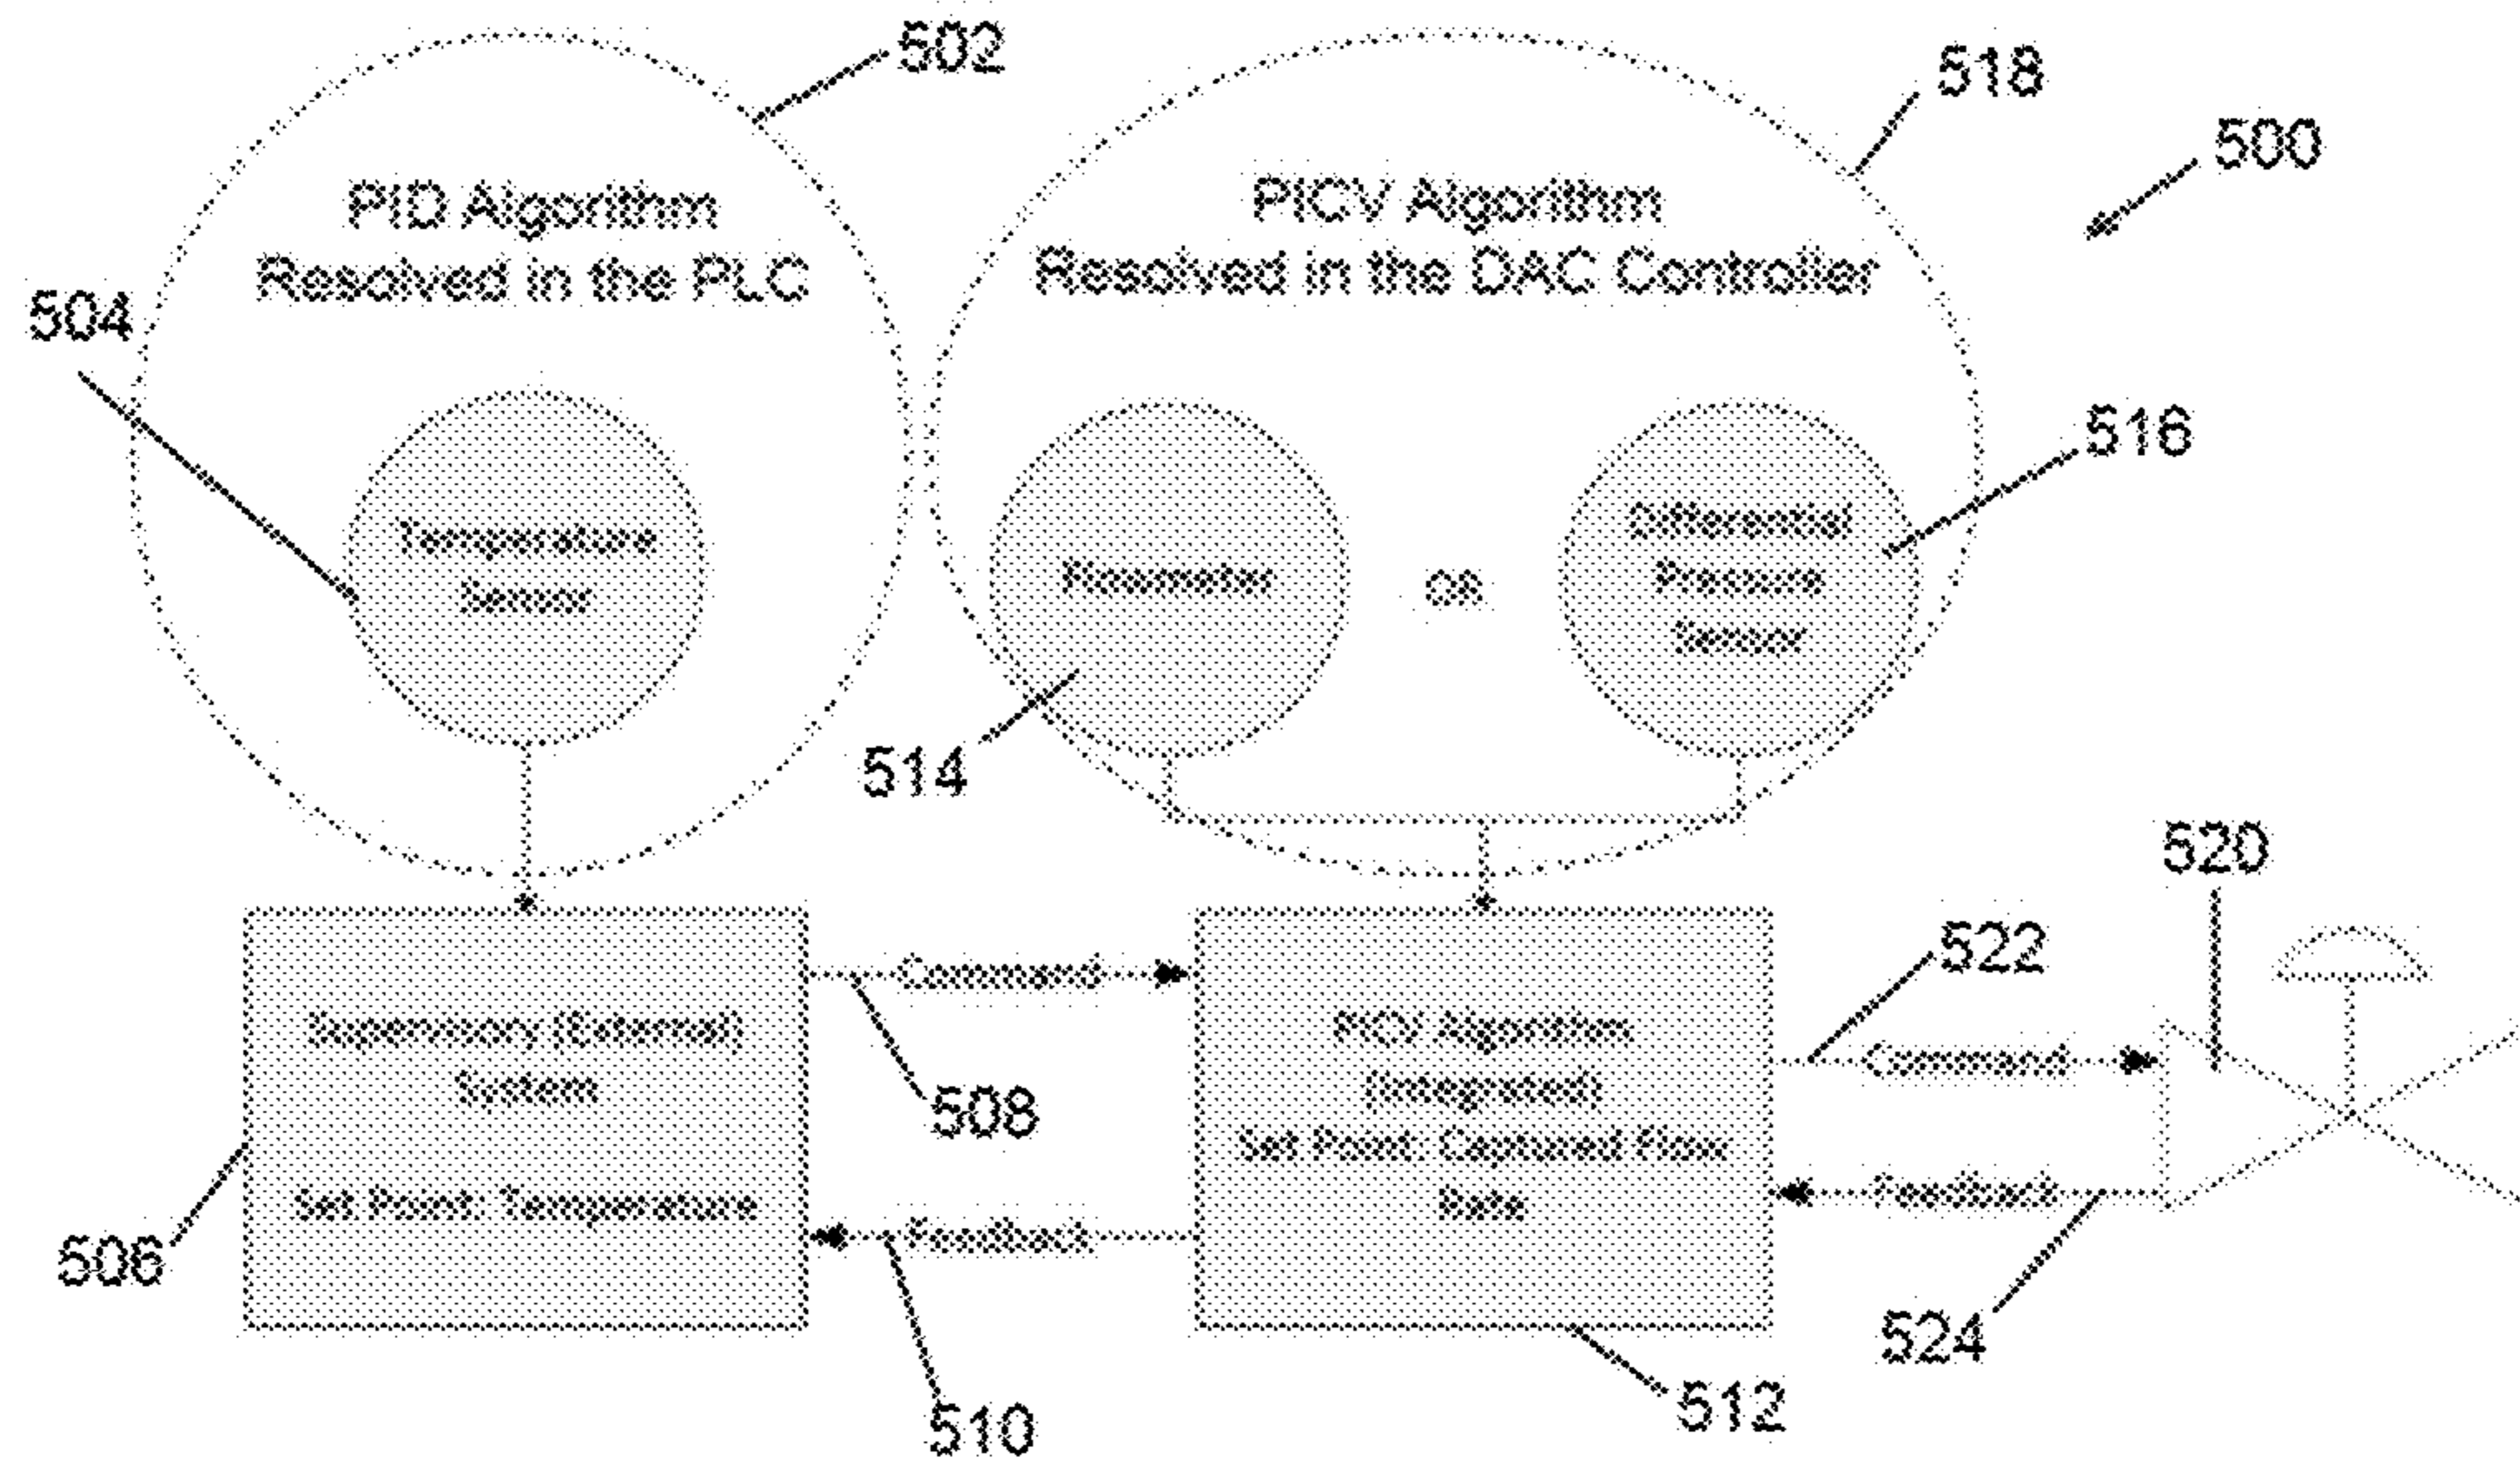 502
518
500
PID Algorithm
Resolved in the PLC
PICV Algorithm
Resolved in the DAC Controller
504
516
Temperature
Sensor
Flowmeter
OR
Differential
Pressure
Sensor
514
520
522
Command
Command
Supervisory (External)
System
Set Point: Temperature
508
PICV Algorithm
(Integrated)
Set Point: Captured Flow
Rate
Feedback
Feedback
506
524
510
512